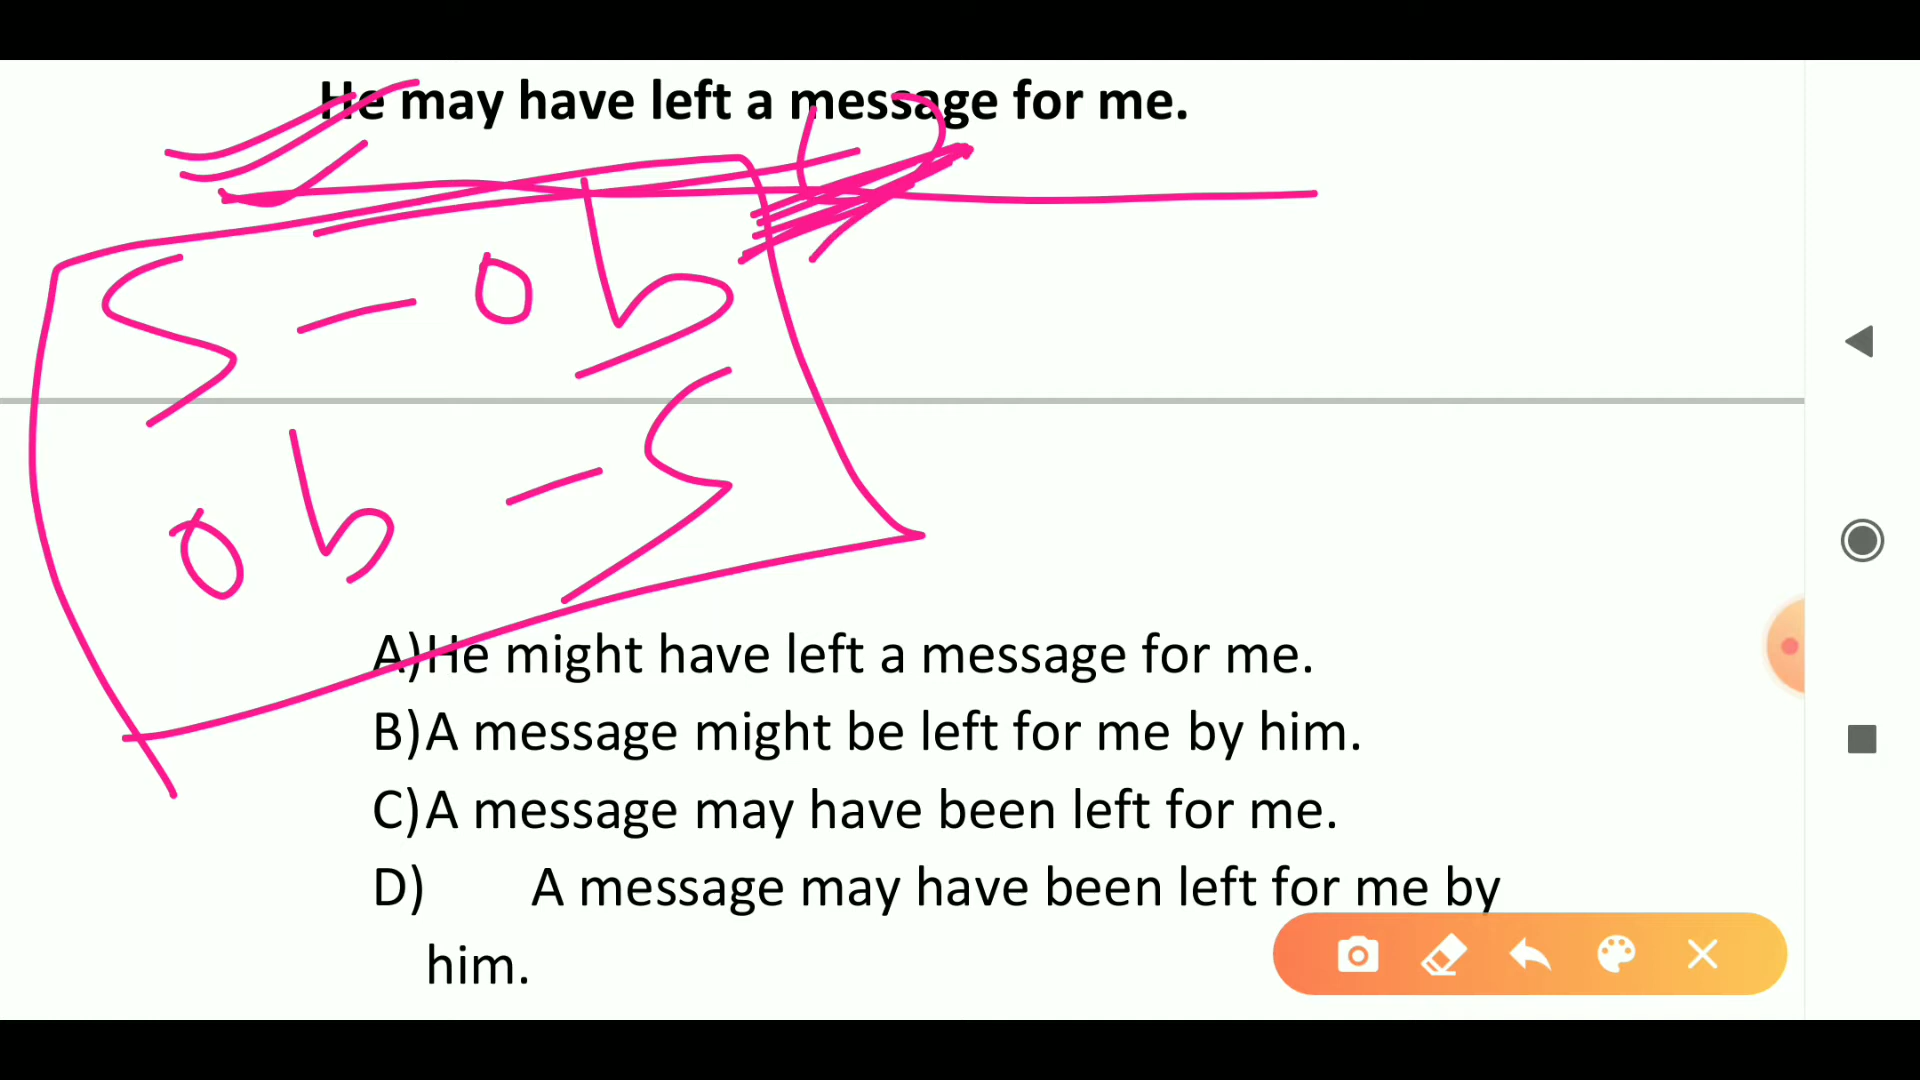 He may have left a message for me.
S - ob
ob - S
A)He might have left a message for me.
B)A message might be left for me by him.
C)A message may have been left for me.
D) A message may have been left for me by
him.